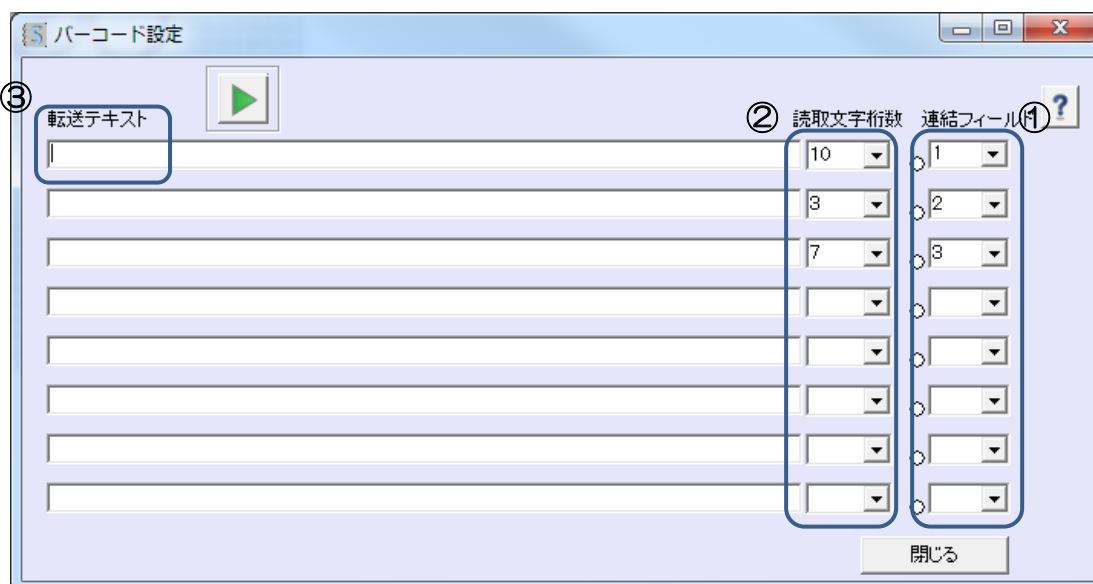 バーコード設定
③
転送テキスト
② 読取文字桁数 連結フィールド ① ?
10 1
3 2
7 3
閉じる